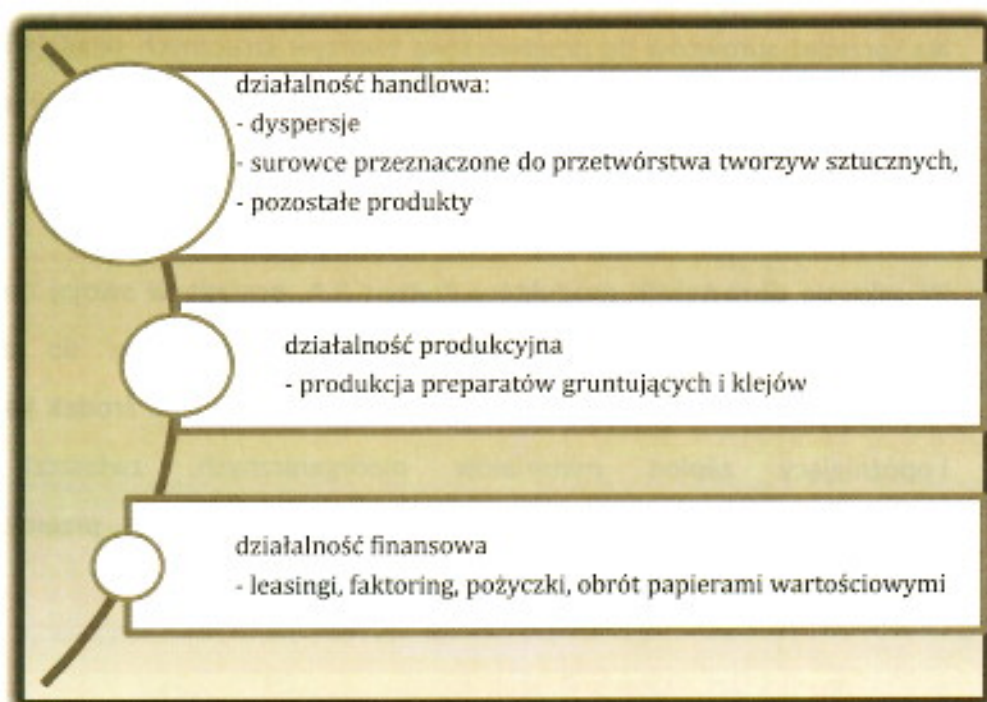 działalność handlowa:
- dyspersje
- surowce przeznaczone do przetwórstwa tworzyw sztucznych,
- pozostałe produkty
działalność produkcyjna
- produkcja preparatów gruntujących i klejów
działalność finansowa
- leasingi, faktoring, pożyczki, obrót papierami wartościowymi